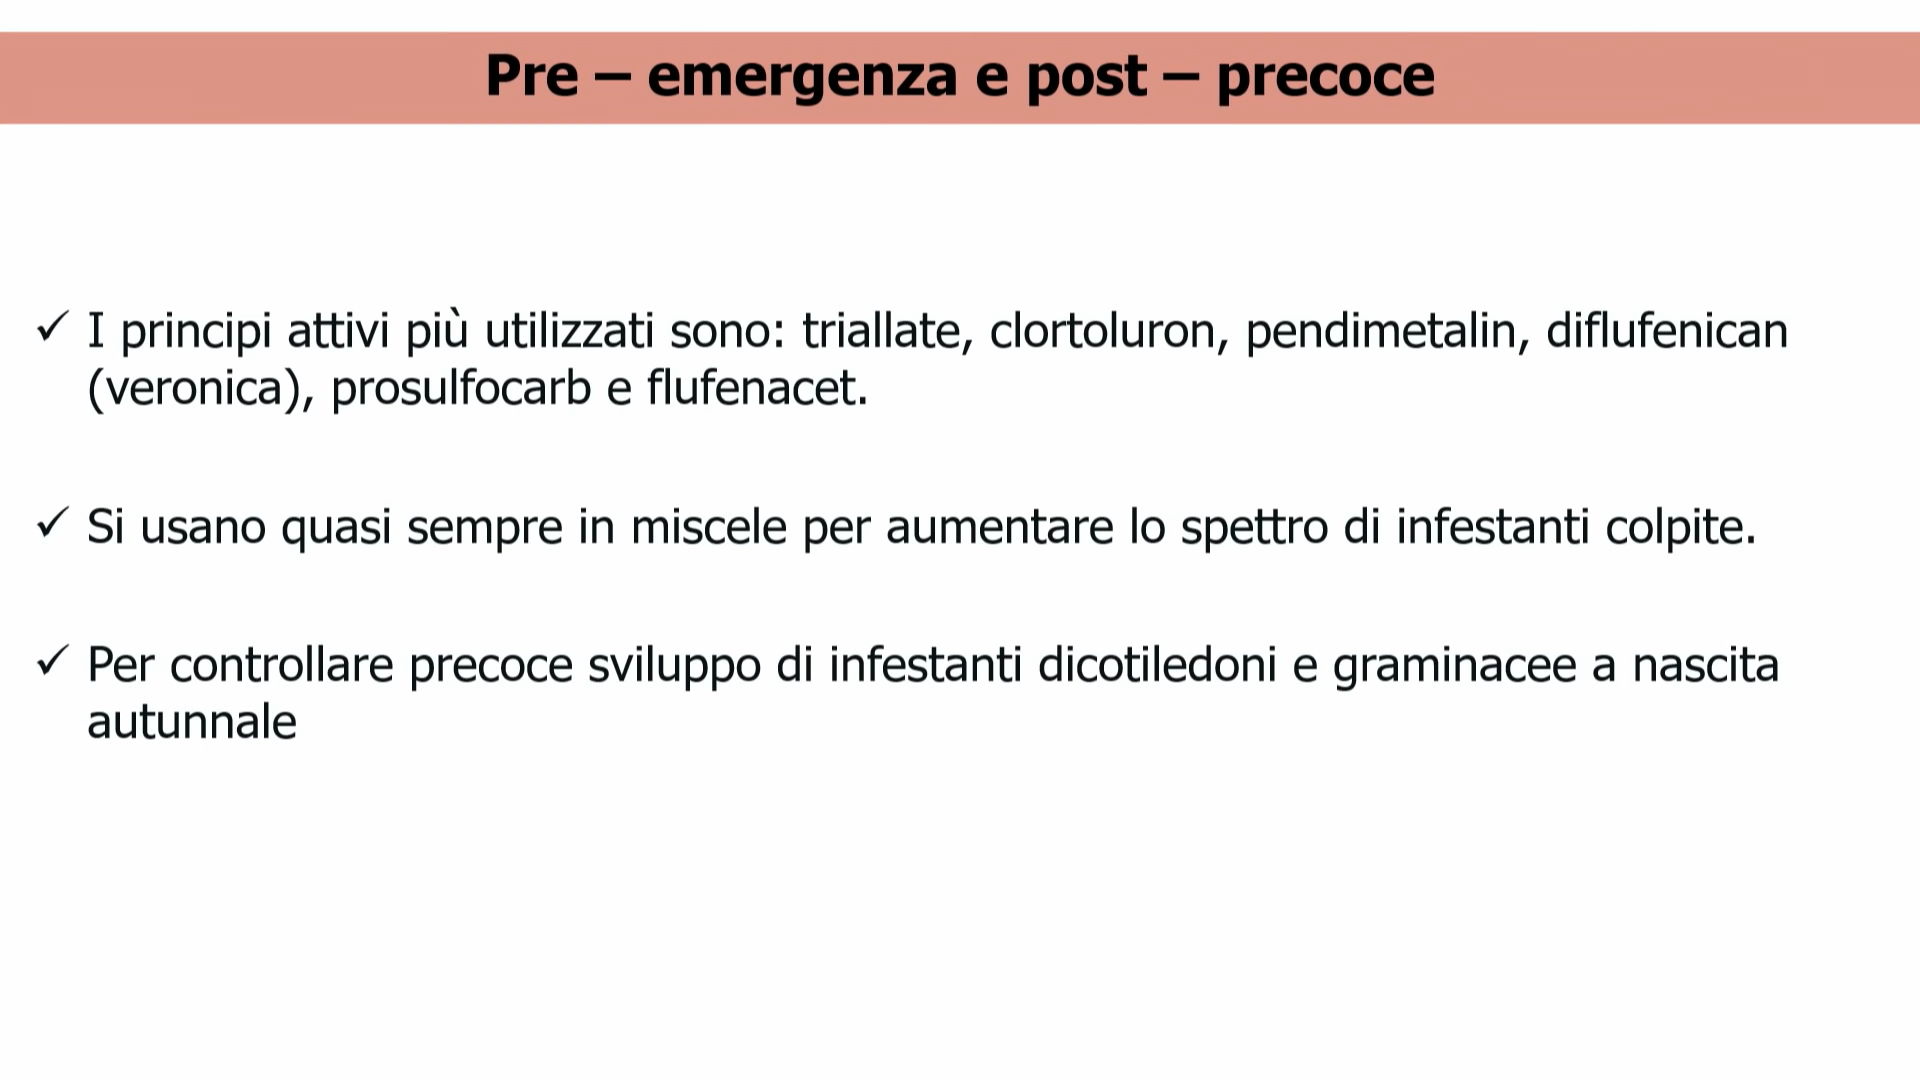 Pre – emergenza e post – precoce
✓ I principi attivi più utilizzati sono: triallate, clortoluron, pendimetalin, diflufenican
(veronica), prosulfocarb e flufenacet.
✓ Si usano quasi sempre in miscele per aumentare lo spettro di infestanti colpite.
✓ Per controllare precoce sviluppo di infestanti dicotiledoni e graminacee a nascita
autunnale